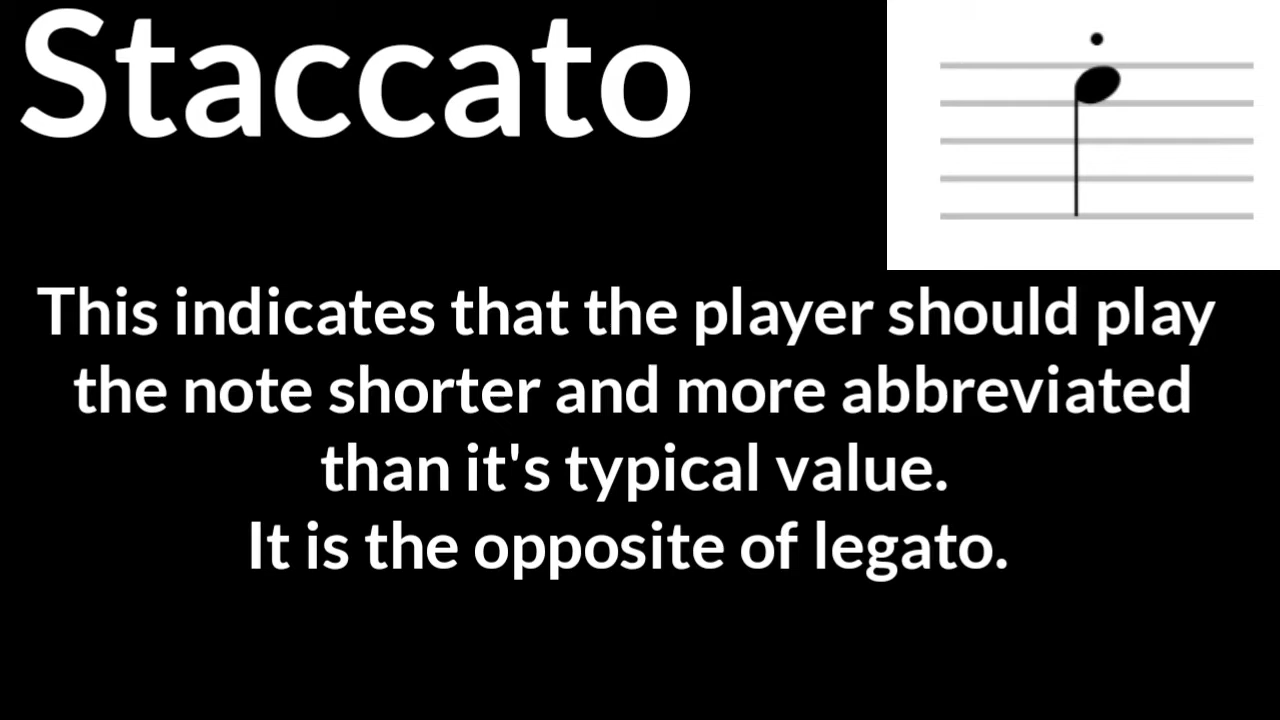 Staccato
This indicates that the player should play
the note shorter and more abbreviated
than it's typical value.
It is the opposite of legato.